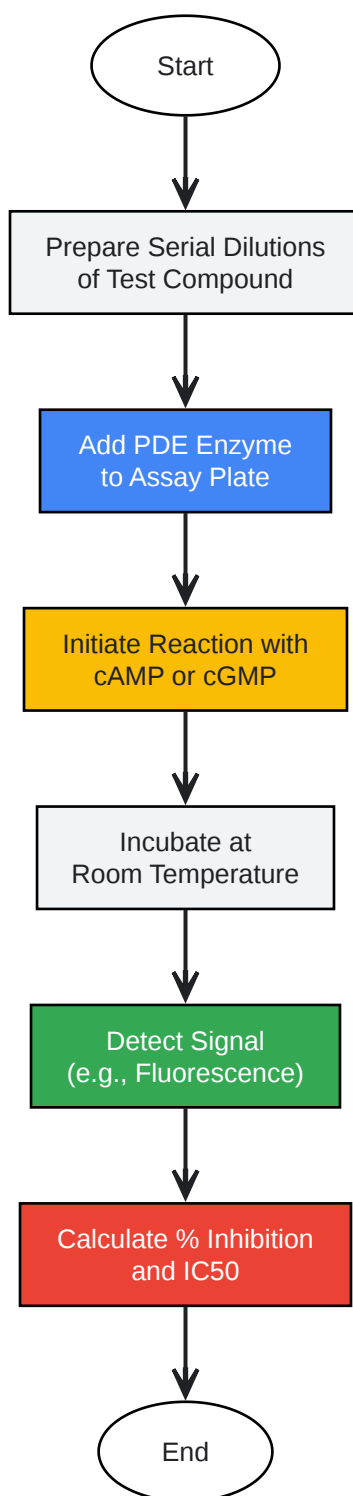 Start
Prepare Serial Dilutions
of Test Compound
Add PDE Enzyme
to Assay Plate
Initiate Reaction with
cAMP or cGMP
Incubate at
Room Temperature
Detect Signal
(e.g., Fluorescence)
Calculate % Inhibition
and IC50
End